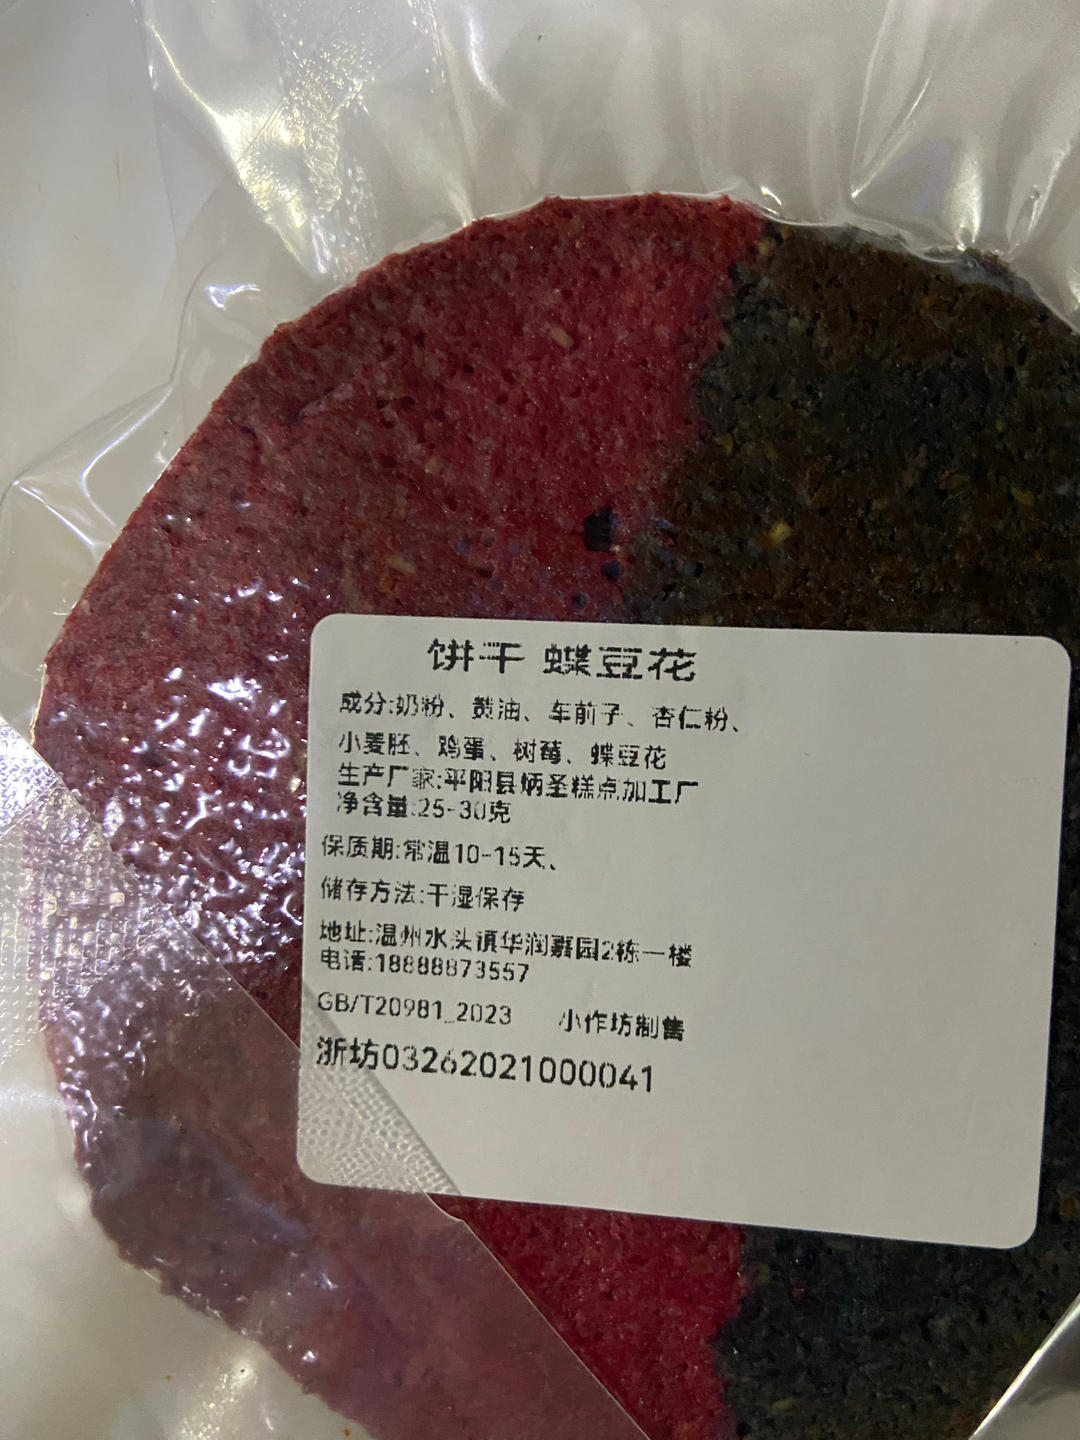 饼干 蝶豆花
成分:奶粉、黄油、车前子、杏仁粉、
小麦胚、鸡蛋、树莓、蝶豆花
生产厂家:平阳县炳圣糕点加工厂
净含量:25-30克
保质期:常温10-15天、
储存方法:干湿保存
地址:温州水头镇华润嘉园2栋一楼
电话:18888873557
GB/T20981_2023 小作坊制售
浙坊03262021000041